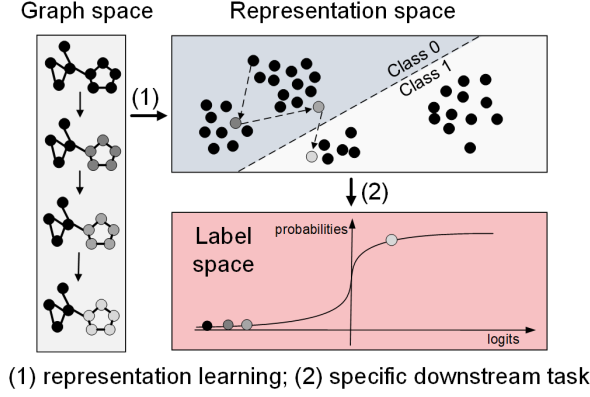 Graph space
Representation space
(1)
Class 0
Class 1
(2)
Label
space
probabilities
logits
(1) representation learning; (2) specific downstream task